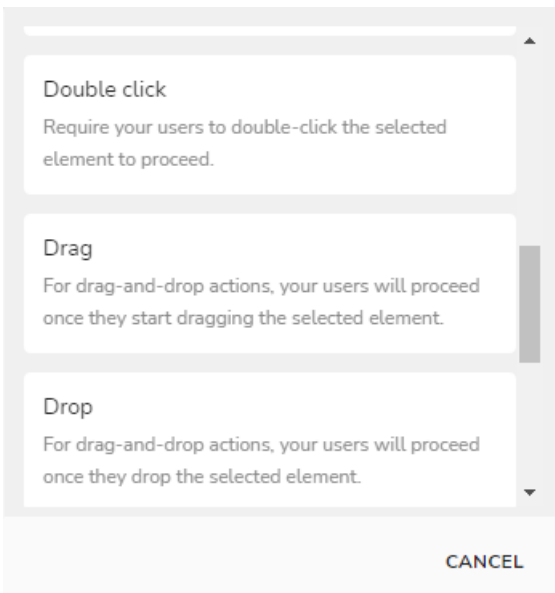 Double click
Require your users to double-click the selected
element to proceed.
Drag
For drag-and-drop actions, your users will proceed
once they start dragging the selected element.
Drop
For drag-and-drop actions, your users will proceed
once they drop the selected element.
CANCEL